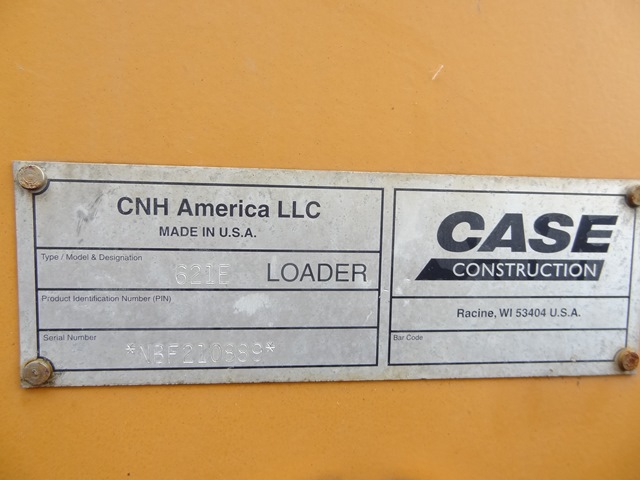 CNH America LLC
MADE IN U.S.A.
Type / Model & Designation
621E LOADER
Product Identification Number (PIN)
Serial Number
*NBF210889*
CASE
CONSTRUCTION
Racine, WI 53404 U.S.A.
Bar Code